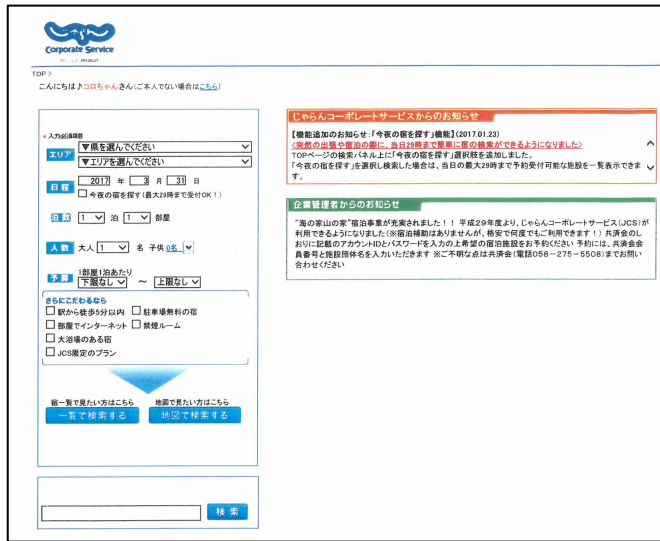 Corporate Service
TOP >
こんにちは♪コロちゃんさん(ご本人でない場合はこちら)
* 入力必須項目
エリア
▼県を選んでください
▼エリアを選んでください
日程
2017 年 3 月 31 日
今夜の宿を探す(最大29時まで受付OK!)
泊数
1 泊 1 部屋
人数
大人 1 名 子供 0名
予算
1部屋1泊あたり
下限なし ～ 上限なし
さらにこだわるなら
駅から徒歩5分以内 駐車場無料の宿
部屋でインターネット 禁煙ルーム
大浴場のある宿
JCS限定のプラン
宿一覧で見たい方はこちら 地図で見たい方はこちら
一覧で検索する 地図で検索する
検索
じゃらんコーポレートサービスからのお知らせ
【機能追加のお知らせ:「今夜の宿を探す」機能】(2017.01.23)
<突然の出張や宿泊の際に、当日29時まで簡単に宿の検索ができるようになりました>
TOPページの検索パネル上に「今夜の宿を探す」選択肢を追加しました。
「今夜の宿を探す」を選択し検索した場合は、当日の最大29時まで予約受付可能な施設を一覧表示できま
す。
企業管理者からのお知らせ
"海の家山の家"宿泊事業が充実されました!! 平成29年度より、じゃらんコーポレートサービス(JCS)が
利用できるようになりました(※宿泊補助はありませんが、格安で何度でもご利用できます!) 共済会のし
おりに記載のアカウントIDとパスワードを入力の上希望の宿泊施設をお予約ください 予約には、共済会会
員番号と施設団体名を入力いただきます ※ご不明な点は共済会(電話058-275-5508)までお問い
合わせください